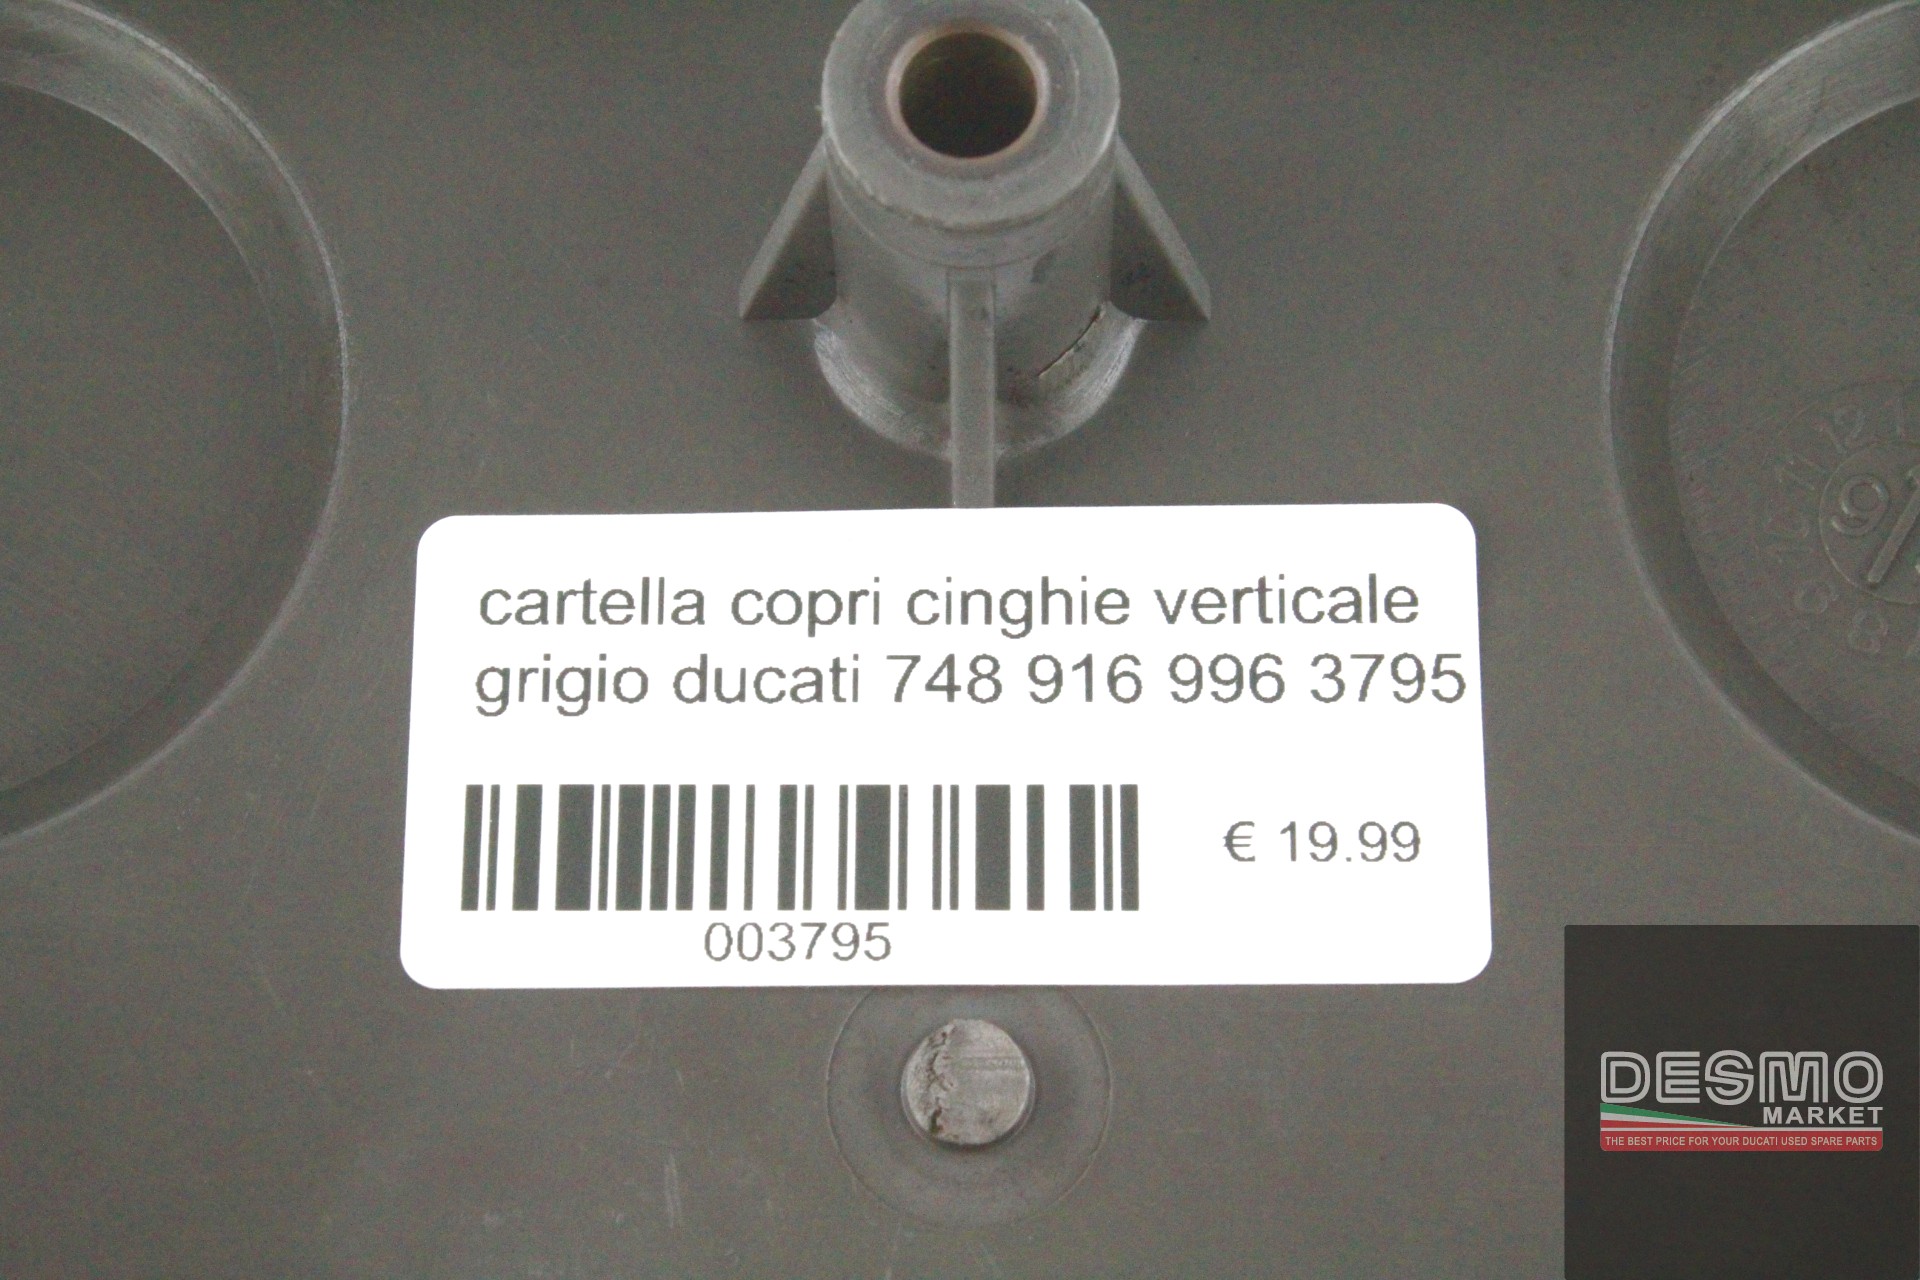 cartella copri cinghie verticale
grigio ducati 748 916 996 3795
€ 19.99
003795
DESMO
MARKET
THE BEST PRICE FOR YOUR DUCATI USED SPARE PARTS